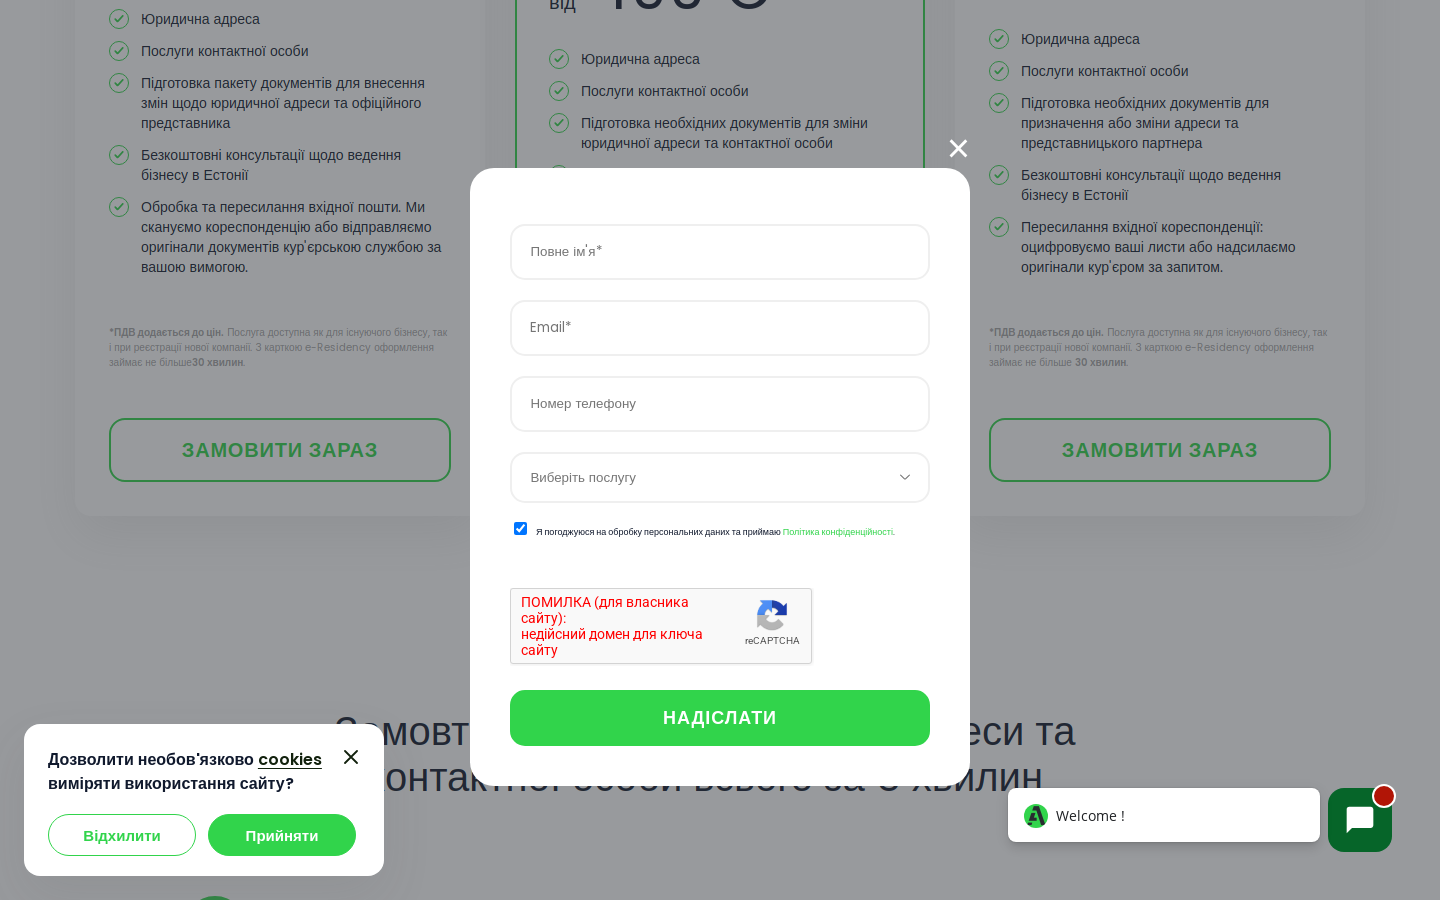 Юридична адреса
Послуги контактної особи
Підготовка пакету документів для внесення
змін щодо юридичної адреси та офіційного
представника
Безкоштовні консультації щодо ведення
бізнесу в Естонії
Обробка та пересилання вхідної пошти. Ми
скануємо кореспонденцію або відправляємо
оригінали документів кур'єрською службою за
вашою вимогою.
*ПДВ додається до цін. Послуга доступна як для існуючого бізнесу, так
і при реєстрації нової компанії. З карткою e-Residency оформлення
займає не більше30 хвилин.
ЗАМОВИТИ ЗАРАЗ
від
Юридична адреса
Послуги контактної особи
Підготовка необхідних документів для зміни
юридичної адреси та контактної особи
Юридична адреса
Послуги контактної особи
Підготовка необхідних документів для
призначення або зміни адреси та
представницького партнера
Безкоштовні консультації щодо ведення
бізнесу в Естонії
Пересилання вхідної кореспонденції:
оцифровуємо ваші листи або надсилаємо
оригінали кур'єром за запитом.
*ПДВ додається до цін. Послуга доступна як для існуючого бізнесу, так
і при реєстрації нової компанії. З карткою e-Residency оформлення
займає не більше 30 хвилин.
ЗАМОВИТИ ЗАРАЗ
Повне ім'я*
Email*
Номер телефону
Виберіть послугу
Я погоджуюся на обробку персональних даних та приймаю Політика конфіденційності.
ПОМИЛКА (для власника
сайту):
недійсний домен для ключа
сайту
reCAPTCHA
НАДІСЛАТИ
та
хвилин
Дозволити необов'язково cookies
виміряти використання сайту?
Відхилити
Прийняти
Welcome !